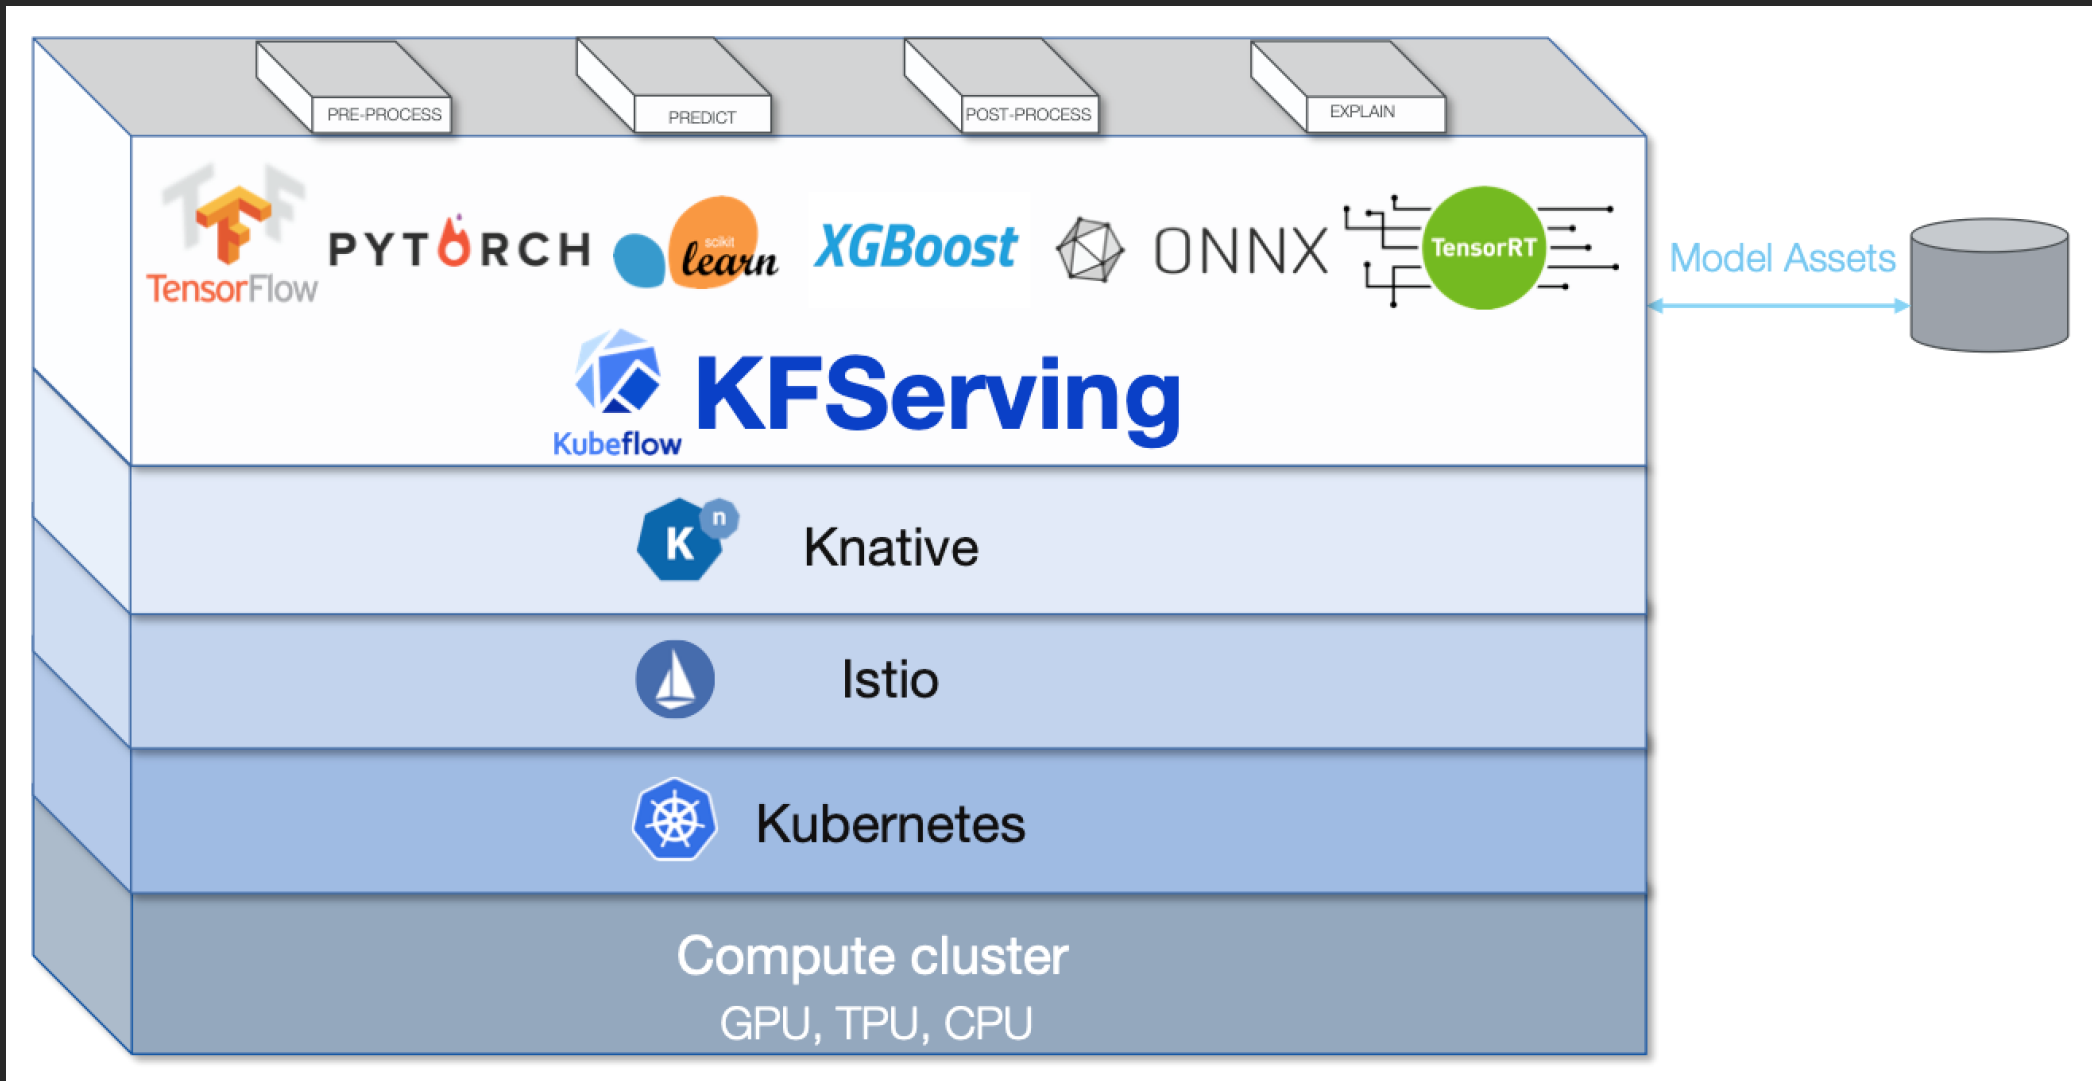 PRE-PROCESS
PREDICT
POST-PROCESS
EXPLAIN
TF
TensorFlow
PYTORCH
scikit
learn
XGBoost
ONNX
TensorRT
Model Assets
Kubeflow
KFServing
K n
Knative
Istio
Kubernetes
Compute cluster
GPU, TPU, CPU